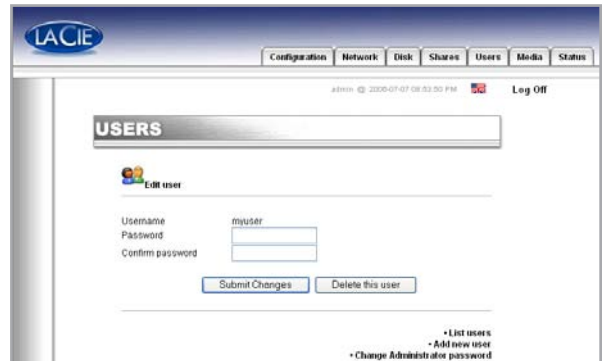 LACIE
Configuration Network Disk Shares Users Media Status
admin @ 2006-07-07 08:53:50 PM Log Off
USERS
Edit user
Username myuser
Password
Confirm password
Submit Changes Delete this user
• List users
• Add new user
• Change Administrator password